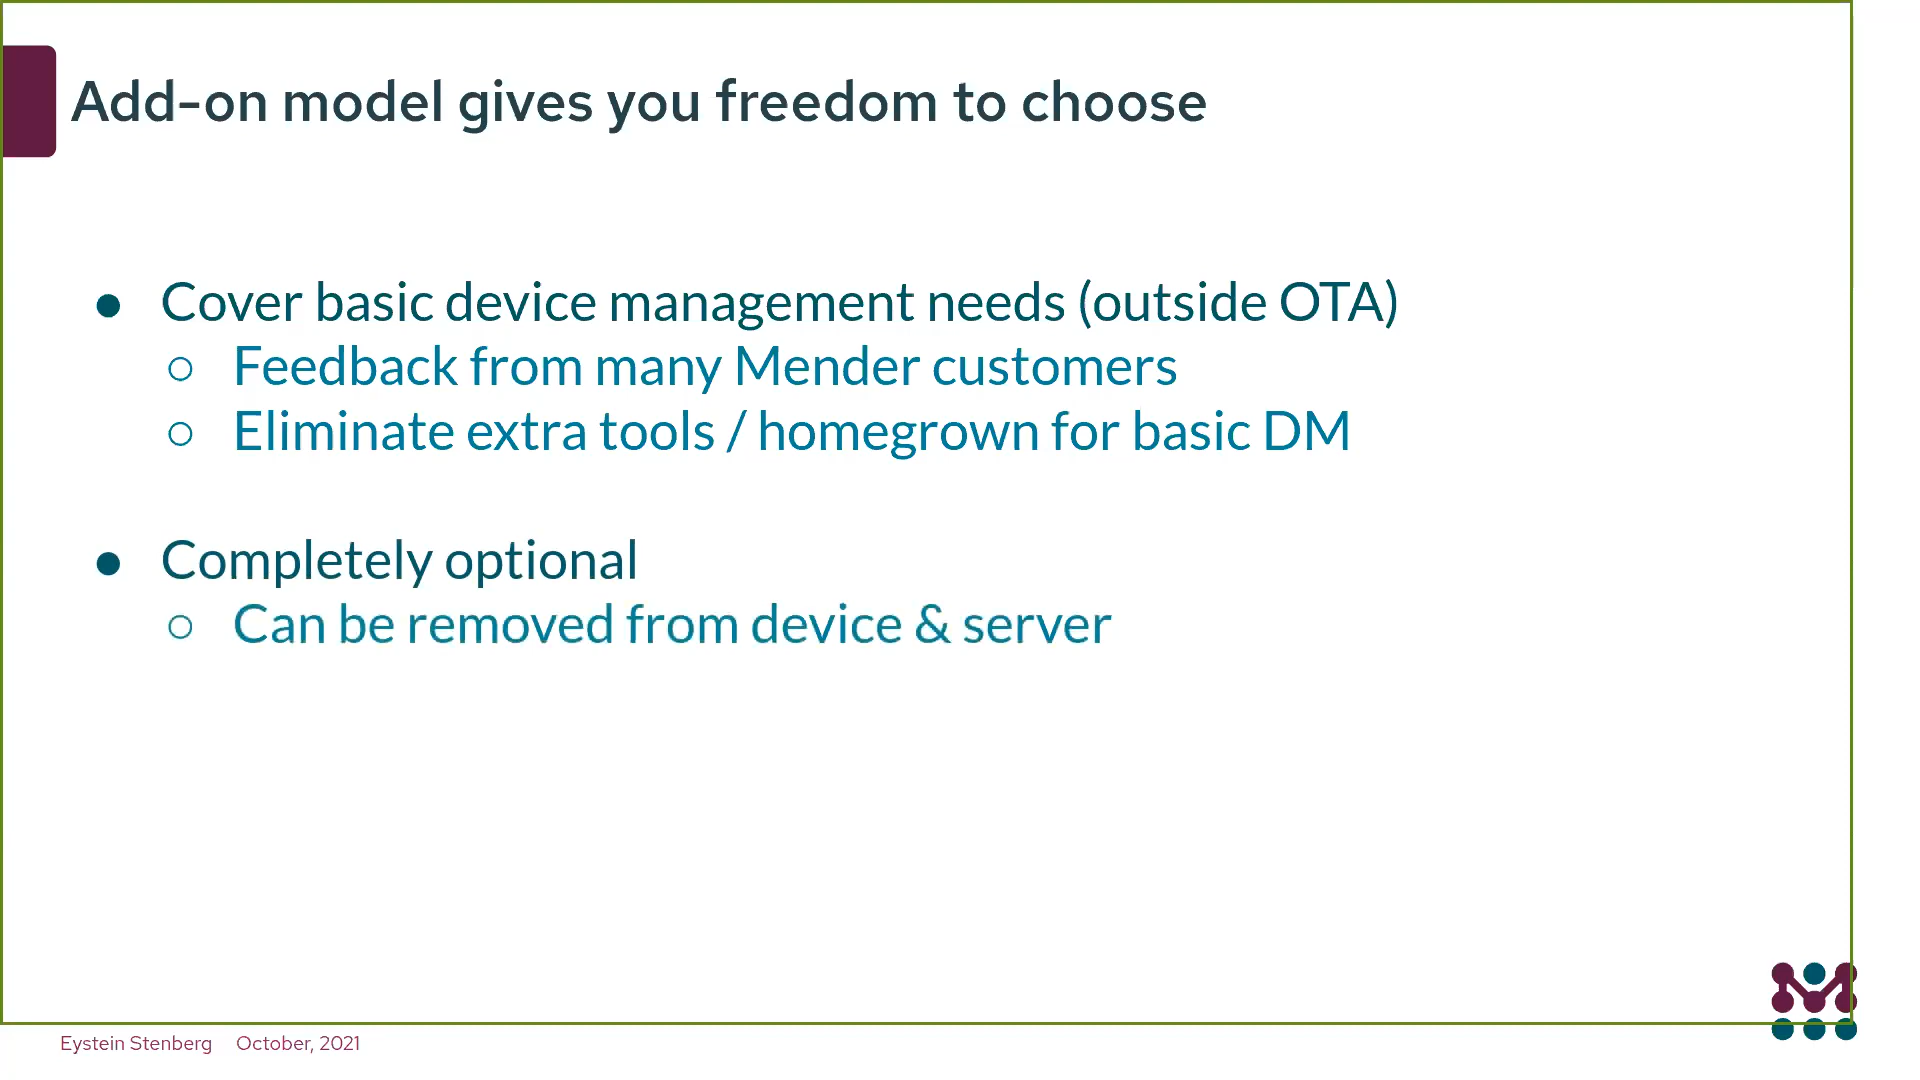 Add-on model gives you freedom to choose
● Cover basic device management needs (outside OTA)
○ Feedback from many Mender customers
○ Eliminate extra tools / homegrown for basic DM
● Completely optional
○ Can be removed from device & server
Eystein Stenberg October, 2021